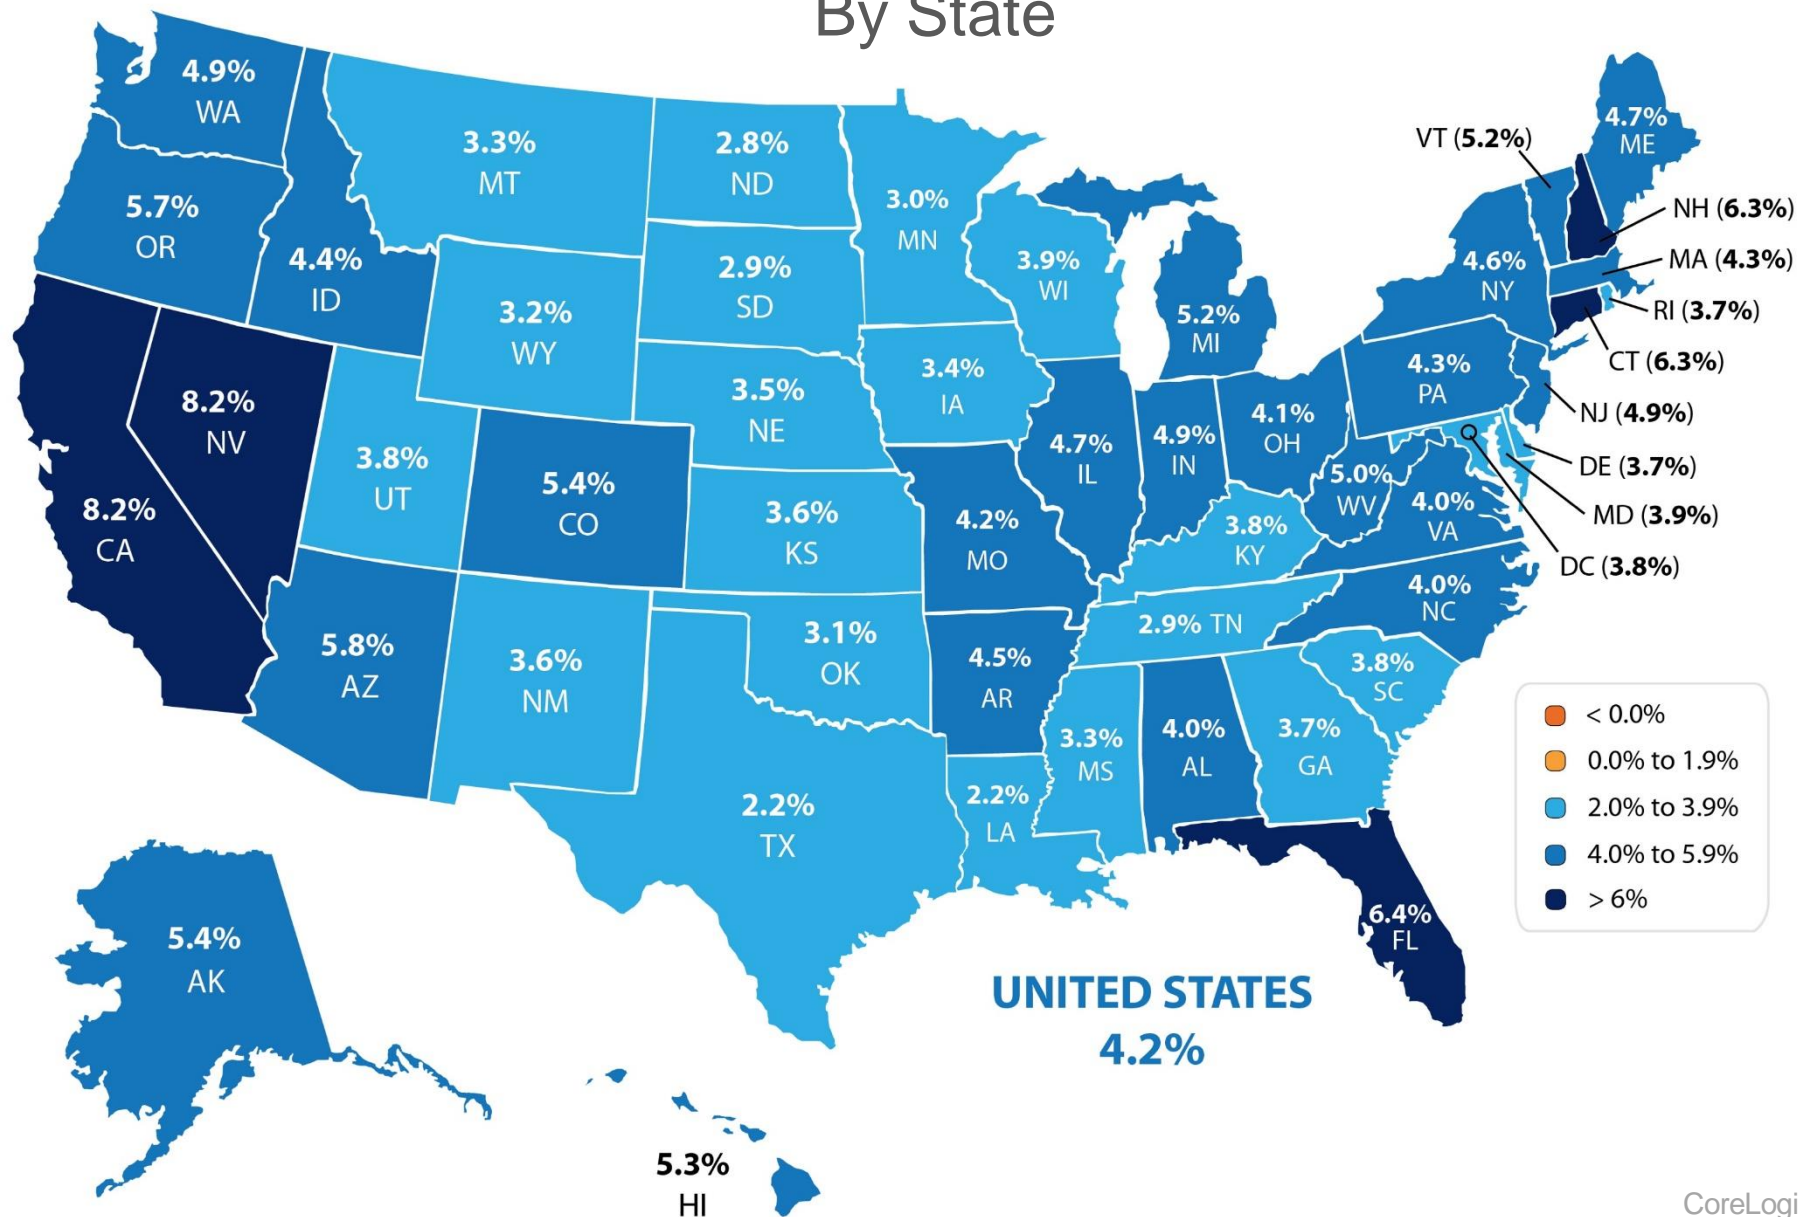 By State
4.9%
WA
5.7%
OR
4.4%
ID
3.3%
MT
2.8%
ND
3.0%
MN
2.9%
SD
3.2%
WY
3.9%
WI
5.2%
MI
4.7%
ME
VT (5.2%)
NH (6.3%)
4.6%
NY
MA (4.3%)
RI (3.7%)
CT (6.3%)
4.3%
PA
NJ (4.9%)
DE (3.7%)
MD (3.9%)
DC (3.8%)
8.2%
NV
8.2%
CA
3.8%
UT
5.4%
CO
3.5%
NE
3.4%
IA
3.6%
KS
4.2%
MO
4.7%
IL
4.9%
IN
4.1%
OH
5.0%
WV
4.0%
VA
3.8%
KY
4.0%
NC
2.9% TN
3.8%
SC
5.8%
AZ
3.6%
NM
3.1%
OK
4.5%
AR
3.3%
MS
4.0%
AL
3.7%
GA
2.2%
TX
2.2%
LA
6.4%
FL
5.4%
AK
5.3%
HI
UNITED STATES
4.2%
< 0.0%
0.0% to 1.9%
2.0% to 3.9%
4.0% to 5.9%
> 6%
CoreLogi